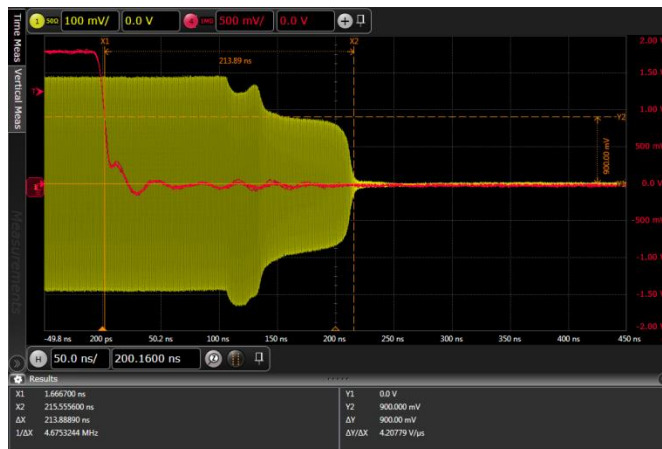 Time Meas
Vertical Meas
Measurements
1 50Ω 100 mV/ 0.0 V 4 1MΩ 500 mV/ 0.0 V +
X1
X2
213.89 ns
2.00
1.50
1.00
Y2
500 m
900.00 mV
0.0 V
-500
-1.00
-1.50
-2.00
-49.8 ns 200 ps 50.2 ns 100 ns 150 ns 200 ns 250 ns 300 ns 350 ns 400 ns 450 ns
H 50.0 ns/ 200.1600 ns
Results
X1 1.666700 ns
X2 215.555600 ns
ΔX 213.88890 ns
1/ΔX 4.6753244 MHz
Y1 0.0 V
Y2 900.000 mV
ΔY 900.00 mV
ΔY/ΔX 4.20779 V/µs